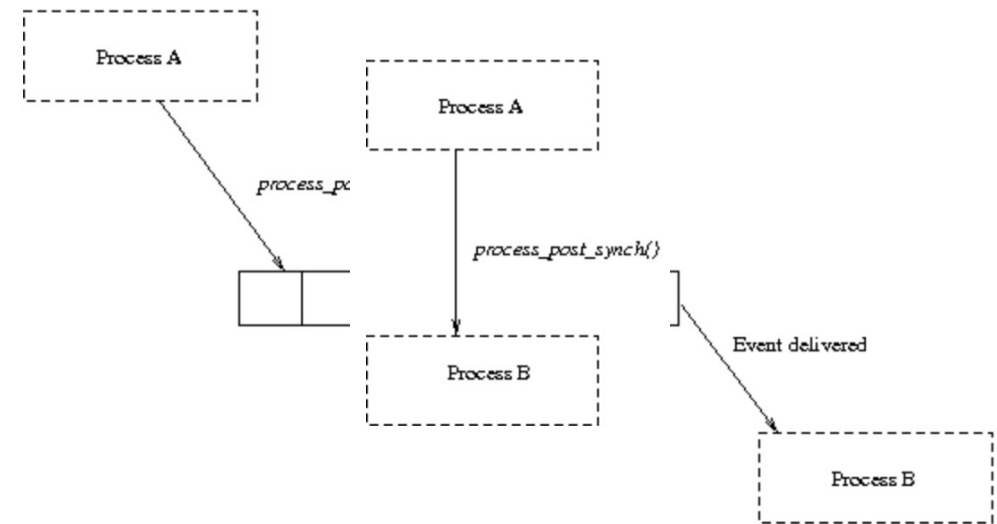 Process A
Process A
process_po
process_post_synch()
Event delivered
Process B
Process B